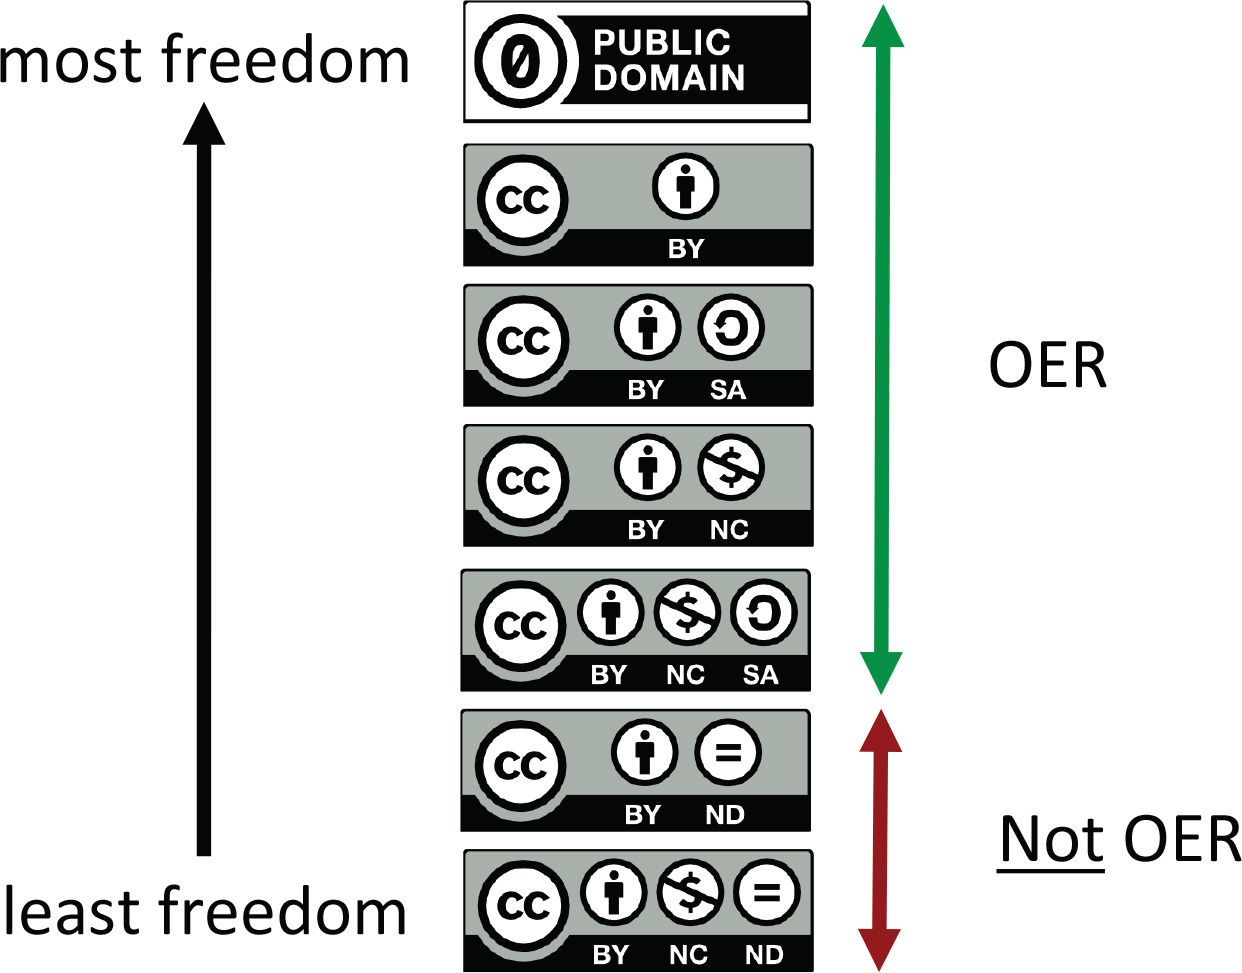 most freedom
0 PUBLIC
DOMAIN
CC
BY
CC
BY SA
OER
CC $
BY NC
CC $
BY NC SA
CC =
BY ND
Not OER
CC $ =
BY NC ND
least freedom